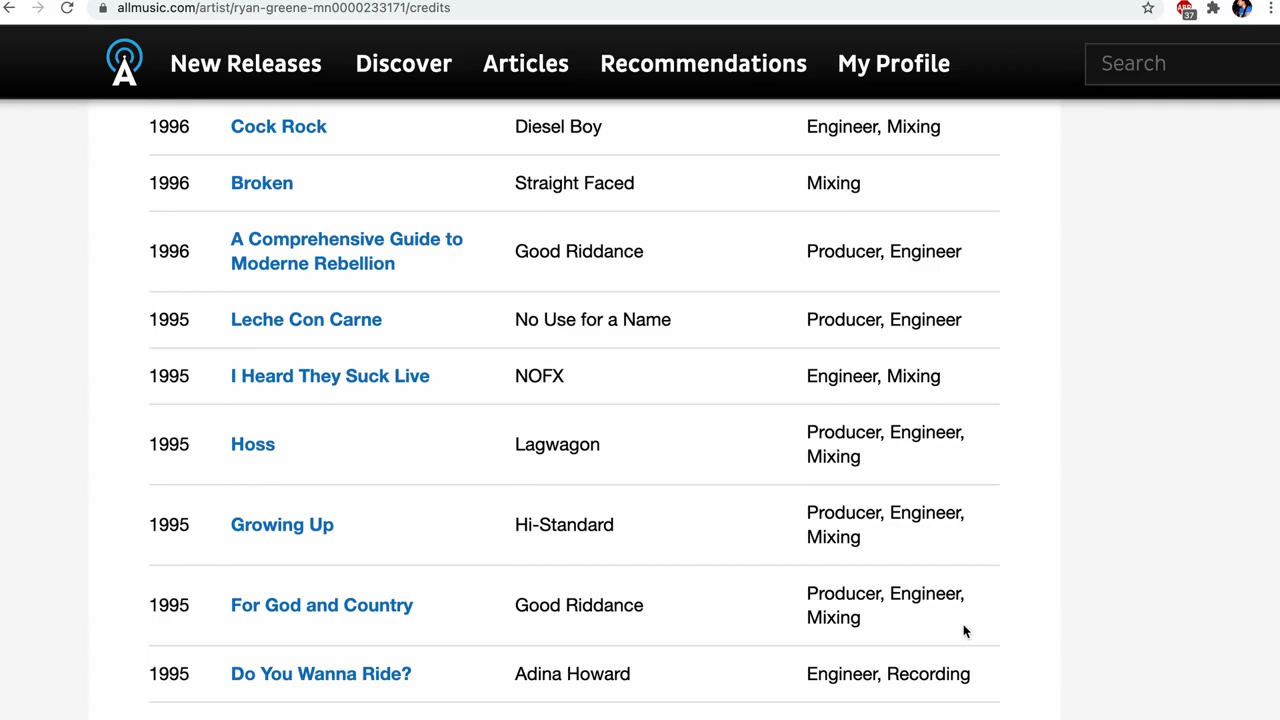 allmusic.com/artist/ryan-greene-mn0000233171/credits
ABP
37
A
New Releases Discover Articles Recommendations My Profile Search
1996 Cock Rock Diesel Boy Engineer, Mixing
1996 Broken Straight Faced Mixing
1996 A Comprehensive Guide to Moderne Rebellion Good Riddance Producer, Engineer
1995 Leche Con Carne No Use for a Name Producer, Engineer
1995 I Heard They Suck Live NOFX Engineer, Mixing
1995 Hoss Lagwagon Producer, Engineer, Mixing
1995 Growing Up Hi-Standard Producer, Engineer, Mixing
1995 For God and Country Good Riddance Producer, Engineer, Mixing
1995 Do You Wanna Ride? Adina Howard Engineer, Recording